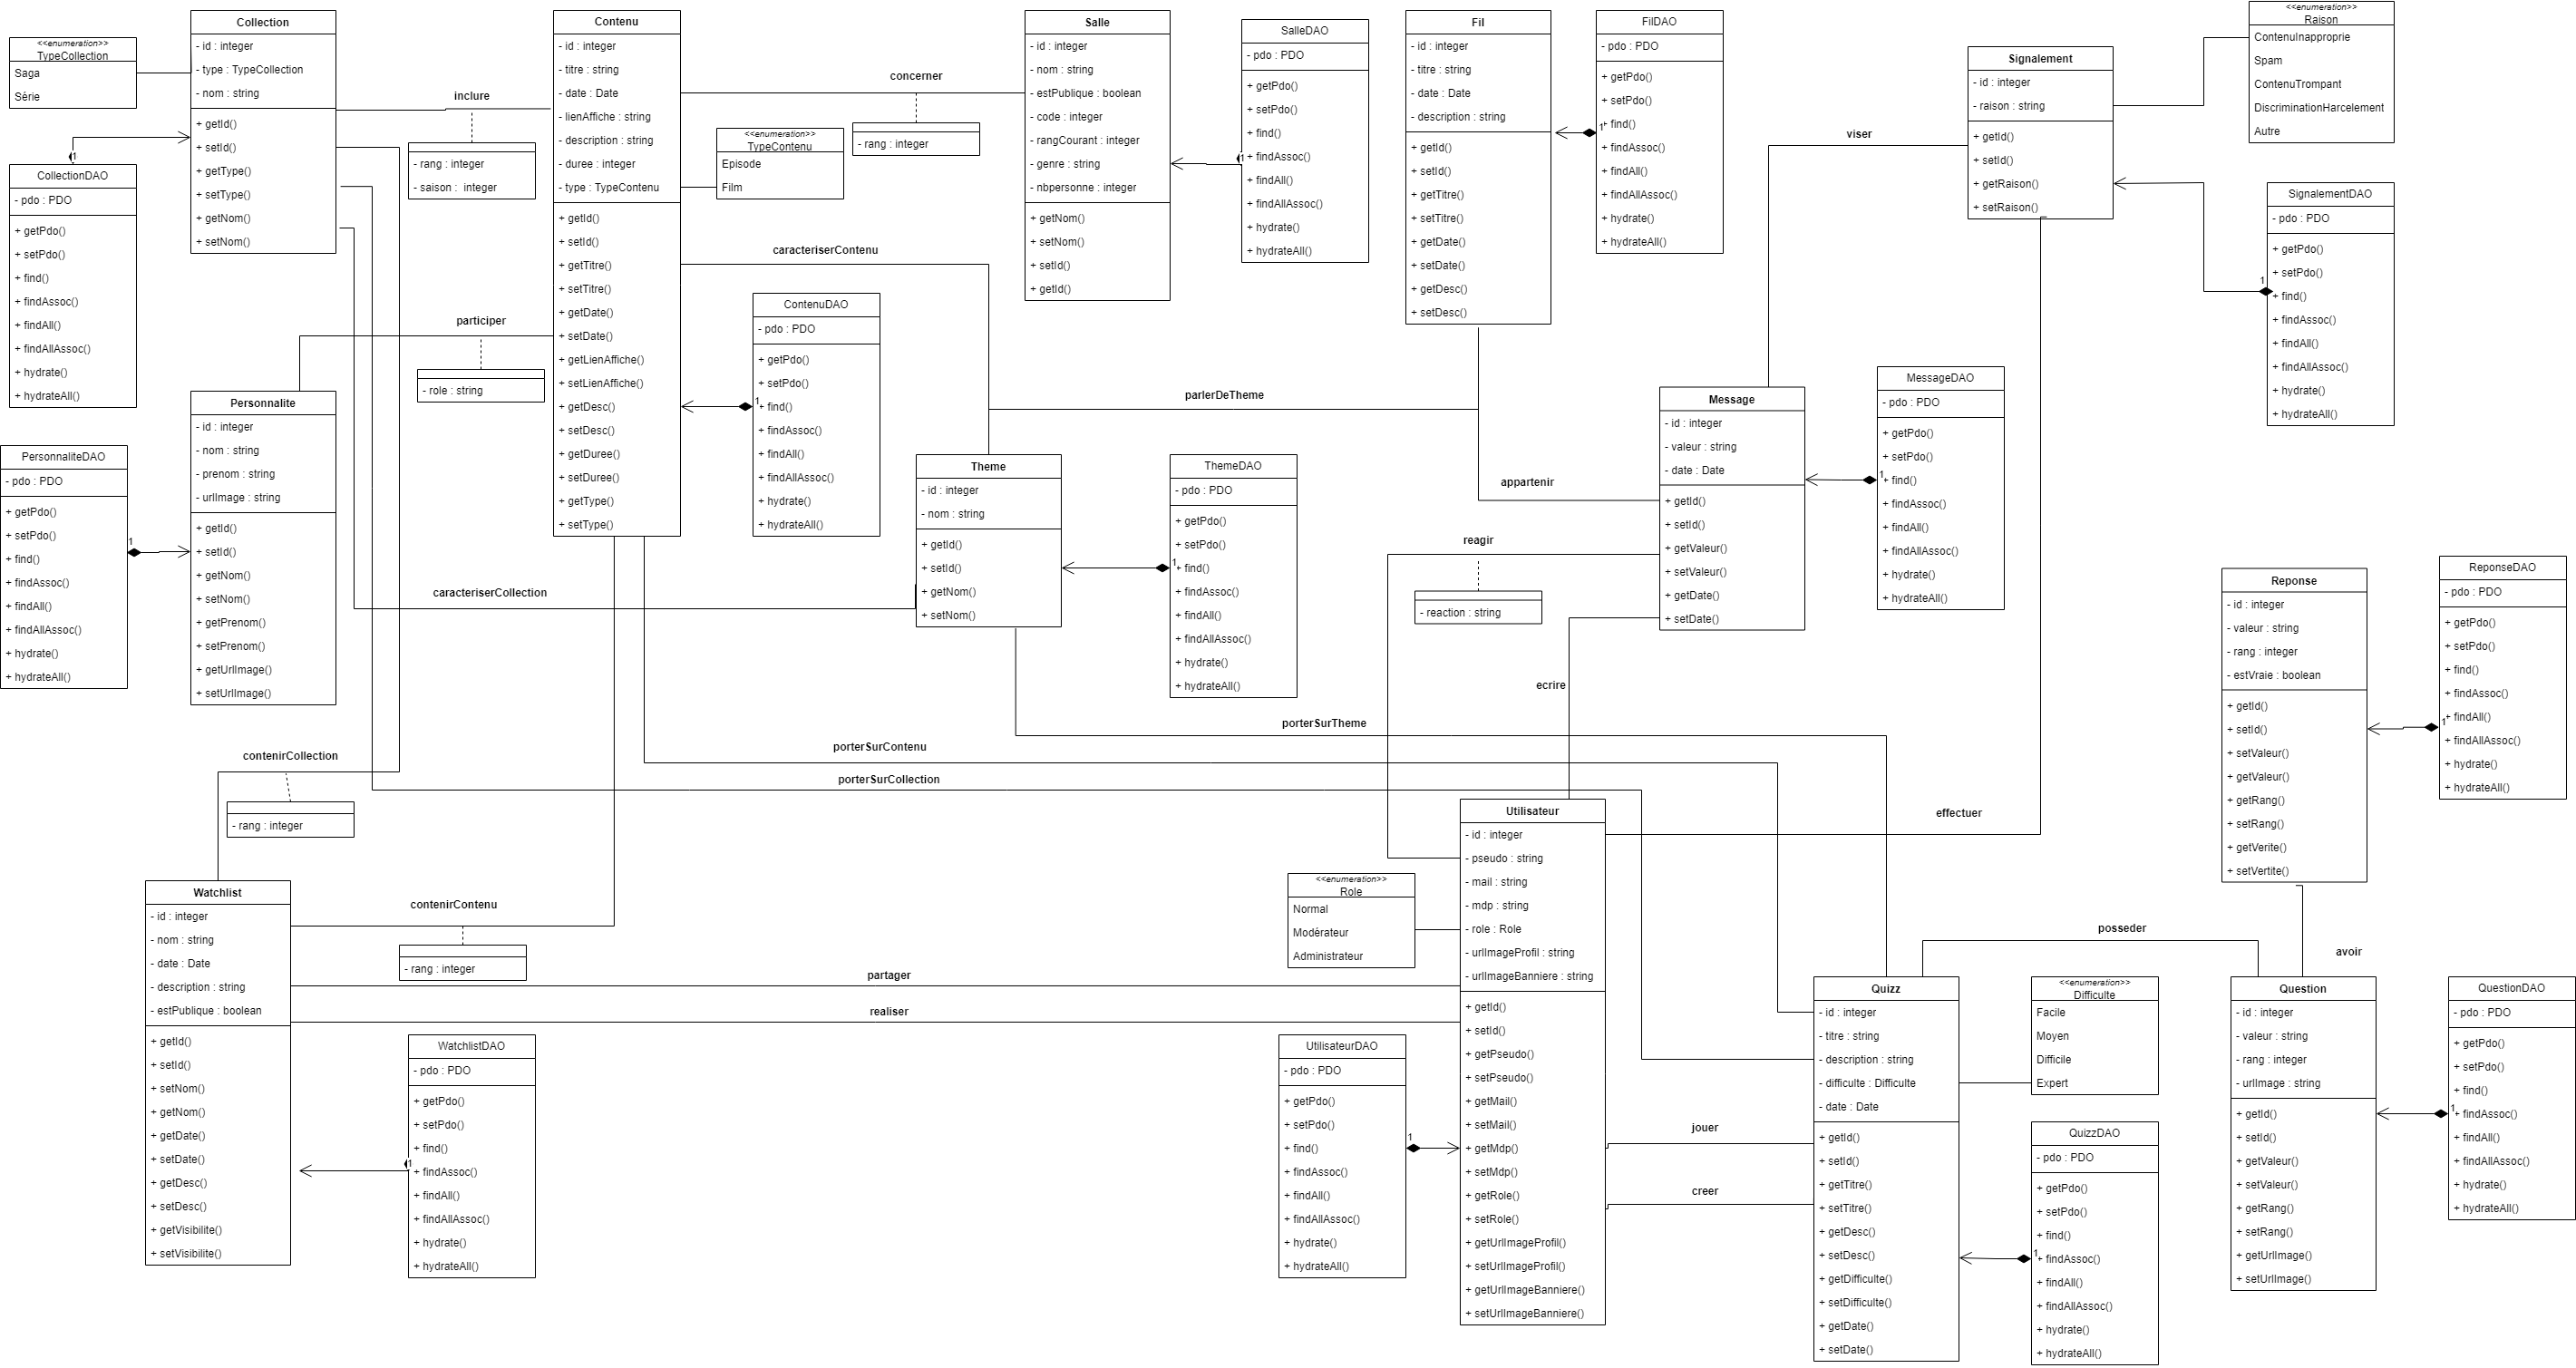 <<enumeration>>
TypeCollection
Saga
Série
Collection
- id : integer
- type : TypeCollection
- nom : string
+ getId()
+ setId()
+ getType()
+ setType()
+ getNom()
+ setNom()
1
CollectionDAO
- pdo : PDO
+ getPdo()
+ setPdo()
+ find()
+ findAssoc()
+ findAll()
+ findAllAssoc()
+ hydrate()
+ hydrateAll()
inclure
- rang : integer
- saison : integer
Contenu
- id : integer
- titre : string
- date : Date
- lienAffiche : string
- description : string
- duree : integer
- type : TypeContenu
+ getId()
+ setId()
+ getTitre()
+ setTitre()
+ getDate()
+ setDate()
+ getLienAffiche()
+ setLienAffiche()
+ getDesc()
+ setDesc()
+ getDuree()
+ setDuree()
+ getType()
+ setType()
<<enumeration>>
TypeContenu
Episode
Film
concerner
- rang : integer
Salle
- id : integer
- nom : string
- estPublique : boolean
- code : integer
- rangCourant : integer
- genre : string
- nbpersonne : integer
+ getNom()
+ setNom()
+ setId()
+ getId()
SalleDAO
- pdo : PDO
+ getPdo()
+ setPdo()
+ find()
1
+ findAssoc()
+ findAll()
+ findAllAssoc()
+ hydrate()
+ hydrateAll()
Fil
- id : integer
- titre : string
- date : Date
- description : string
+ getId()
+ setId()
+ getTitre()
+ setTitre()
+ getDate()
+ setDate()
+ getDesc()
+ setDesc()
FilDAO
- pdo : PDO
+ getPdo()
+ setPdo()
1
+ find()
+ findAssoc()
+ findAll()
+ findAllAssoc()
+ hydrate()
+ hydrateAll()
viser
Signalement
- id : integer
- raison : string
+ getId()
+ setId()
+ getRaison()
+ setRaison()
<<enumeration>>
Raison
ContenuInapproprie
Spam
ContenuTrompant
DiscriminationHarcelement
Autre
SignalementDAO
- pdo : PDO
+ getPdo()
+ setPdo()
1
+ find()
+ findAssoc()
+ findAll()
+ findAllAssoc()
+ hydrate()
+ hydrateAll()
caracteriserContenu
ContenuDAO
- pdo : PDO
+ getPdo()
+ setPdo()
1
+ find()
+ findAssoc()
+ findAll()
+ findAllAssoc()
+ hydrate()
+ hydrateAll()
participer
- role : string
Personnalite
- id : integer
- nom : string
- prenom : string
- urlImage : string
+ getId()
+ setId()
+ getNom()
+ setNom()
+ getPrenom()
+ setPrenom()
+ getUrlImage()
+ setUrlImage()
PersonnaliteDAO
- pdo : PDO
+ getPdo()
+ setPdo()
1
+ find()
+ findAssoc()
+ findAll()
+ findAllAssoc()
+ hydrate()
+ hydrateAll()
caracteriserCollection
parlerDeTheme
Theme
- id : integer
- nom : string
+ getId()
+ setId()
+ getNom()
+ setNom()
ThemeDAO
- pdo : PDO
+ getPdo()
+ setPdo()
1
+ find()
+ findAssoc()
+ findAll()
+ findAllAssoc()
+ hydrate()
+ hydrateAll()
appartenir
reagir
- reaction : string
ecrire
Message
- id : integer
- valeur : string
- date : Date
+ getId()
+ setId()
+ getValeur()
+ setValeur()
+ getDate()
+ setDate()
MessageDAO
- pdo : PDO
+ getPdo()
+ setPdo()
1
+ find()
+ findAssoc()
+ findAll()
+ findAllAssoc()
+ hydrate()
+ hydrateAll()
Reponse
- id : integer
- valeur : string
- rang : integer
- estVraie : boolean
+ getId()
+ setId()
+ setValeur()
+ getValeur()
+ getRang()
+ setRang()
+ getVerite()
+ setVertite()
ReponseDAO
- pdo : PDO
+ getPdo()
+ setPdo()
+ find()
+ findAssoc()
1
+ findAll()
+ findAllAssoc()
+ hydrate()
+ hydrateAll()
porterSurTheme
porterSurContenu
porterSurCollection
contenirCollection
- rang : integer
contenirContenu
- rang : integer
partager
realiser
Watchlist
- id : integer
- nom : string
- date : Date
- description : string
- estPublique : boolean
+ getId()
+ setId()
+ setNom()
+ getNom()
+ getDate()
+ setDate()
+ getDesc()
+ setDesc()
+ getVisibilite()
+ setVisibilite()
WatchlistDAO
- pdo : PDO
+ getPdo()
+ setPdo()
+ find()
1
+ findAssoc()
+ findAll()
+ findAllAssoc()
+ hydrate()
+ hydrateAll()
<<enumeration>>
Role
Normal
Modérateur
Administrateur
UtilisateurDAO
- pdo : PDO
+ getPdo()
+ setPdo()
+ find()
1
+ findAssoc()
+ findAll()
+ findAllAssoc()
+ hydrate()
+ hydrateAll()
Utilisateur
- id : integer
- pseudo : string
- mail : string
- mdp : string
- role : Role
- urlImageProfil : string
- urlImageBanniere : string
+ getId()
+ setId()
+ getPseudo()
+ setPseudo()
+ getMail()
+ setMail()
+ getMdp()
+ setMdp()
+ getRole()
+ setRole()
+ getUrlImageProfil()
+ setUrlImageProfil()
+ getUrlImageBanniere()
+ setUrlImageBanniere()
effectuer
jouer
creer
Quizz
- id : integer
- titre : string
- description : string
- difficulte : Difficulte
- date : Date
+ getId()
+ setId()
+ getTitre()
+ setTitre()
+ getDesc()
+ setDesc()
+ getDifficulte()
+ setDifficulte()
+ getDate()
+ setDate()
posseder
avoir
<<enumeration>>
Difficulte
Facile
Moyen
Difficile
Expert
QuizzDAO
- pdo : PDO
+ getPdo()
+ setPdo()
+ find()
1
+ findAssoc()
+ findAll()
+ findAllAssoc()
+ hydrate()
+ hydrateAll()
Question
- id : integer
- valeur : string
- rang : integer
- urlImage : string
+ getId()
+ setId()
+ getValeur()
+ setValeur()
+ getRang()
+ setRang()
+ getUrlImage()
+ setUrlImage()
QuestionDAO
- pdo : PDO
+ getPdo()
+ setPdo()
+ find()
1
+ findAssoc()
+ findAll()
+ findAllAssoc()
+ hydrate()
+ hydrateAll()